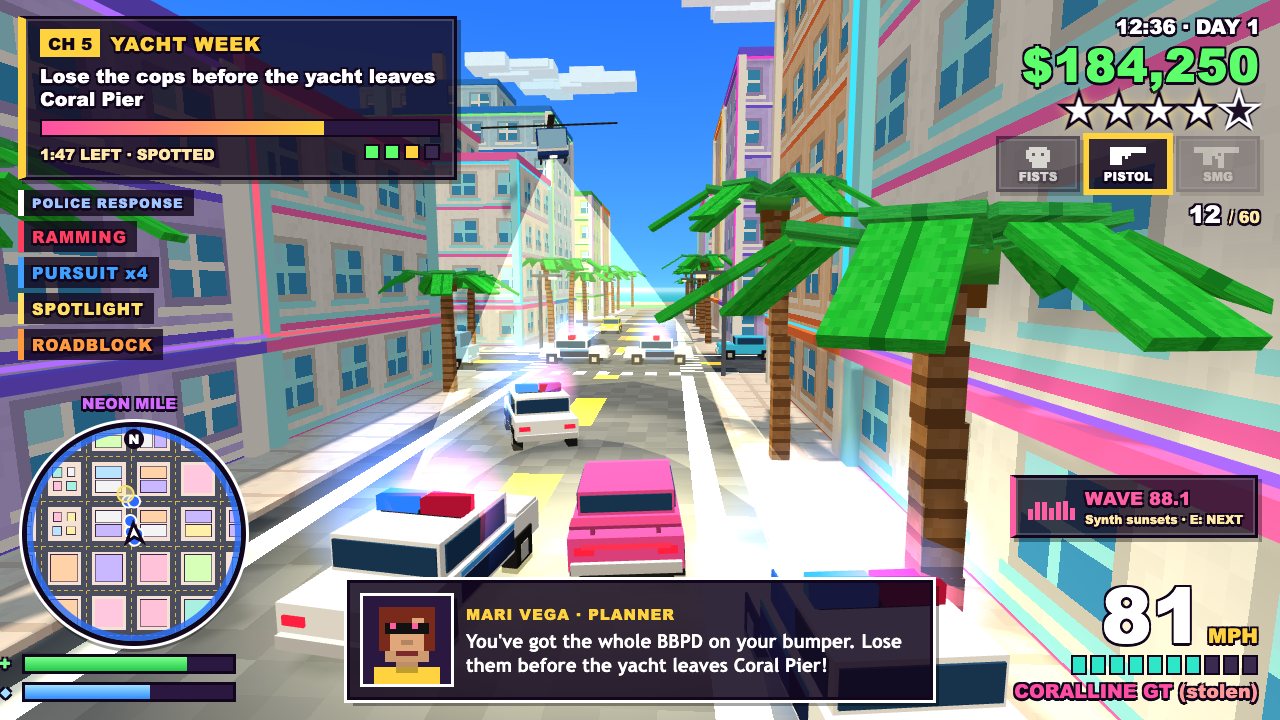 CH 5 YACHT WEEK
Lose the cops before the yacht leaves
Coral Pier
1:47 LEFT · SPOTTED
POLICE RESPONSE
RAMMING
PURSUIT x4
SPOTLIGHT
ROADBLOCK
NEON MILE
N
12:36 · DAY 1
$184,250
FISTS
PISTOL
SMG
12 / 60
WAVE 88.1
Synth sunsets · E: NEXT
MARI VEGA · PLANNER
You've got the whole BBPD on your bumper. Lose
them before the yacht leaves Coral Pier!
81 MPH
CORALLINE GT (stolen)